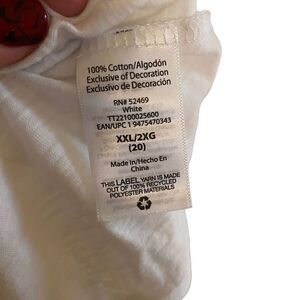 100% Cotton/Algodón
Exclusive of Decoration
Exclusivo de Decoración
RN# 52469
White
TT22100025600
EAN/UPC 1 9475470343
XXL/2XG
(20)
Made in/Hecho En
China
THIS LABEL YARN IS MADE
OUT OF 100% RECYCLED
POLYESTER MATERIALS